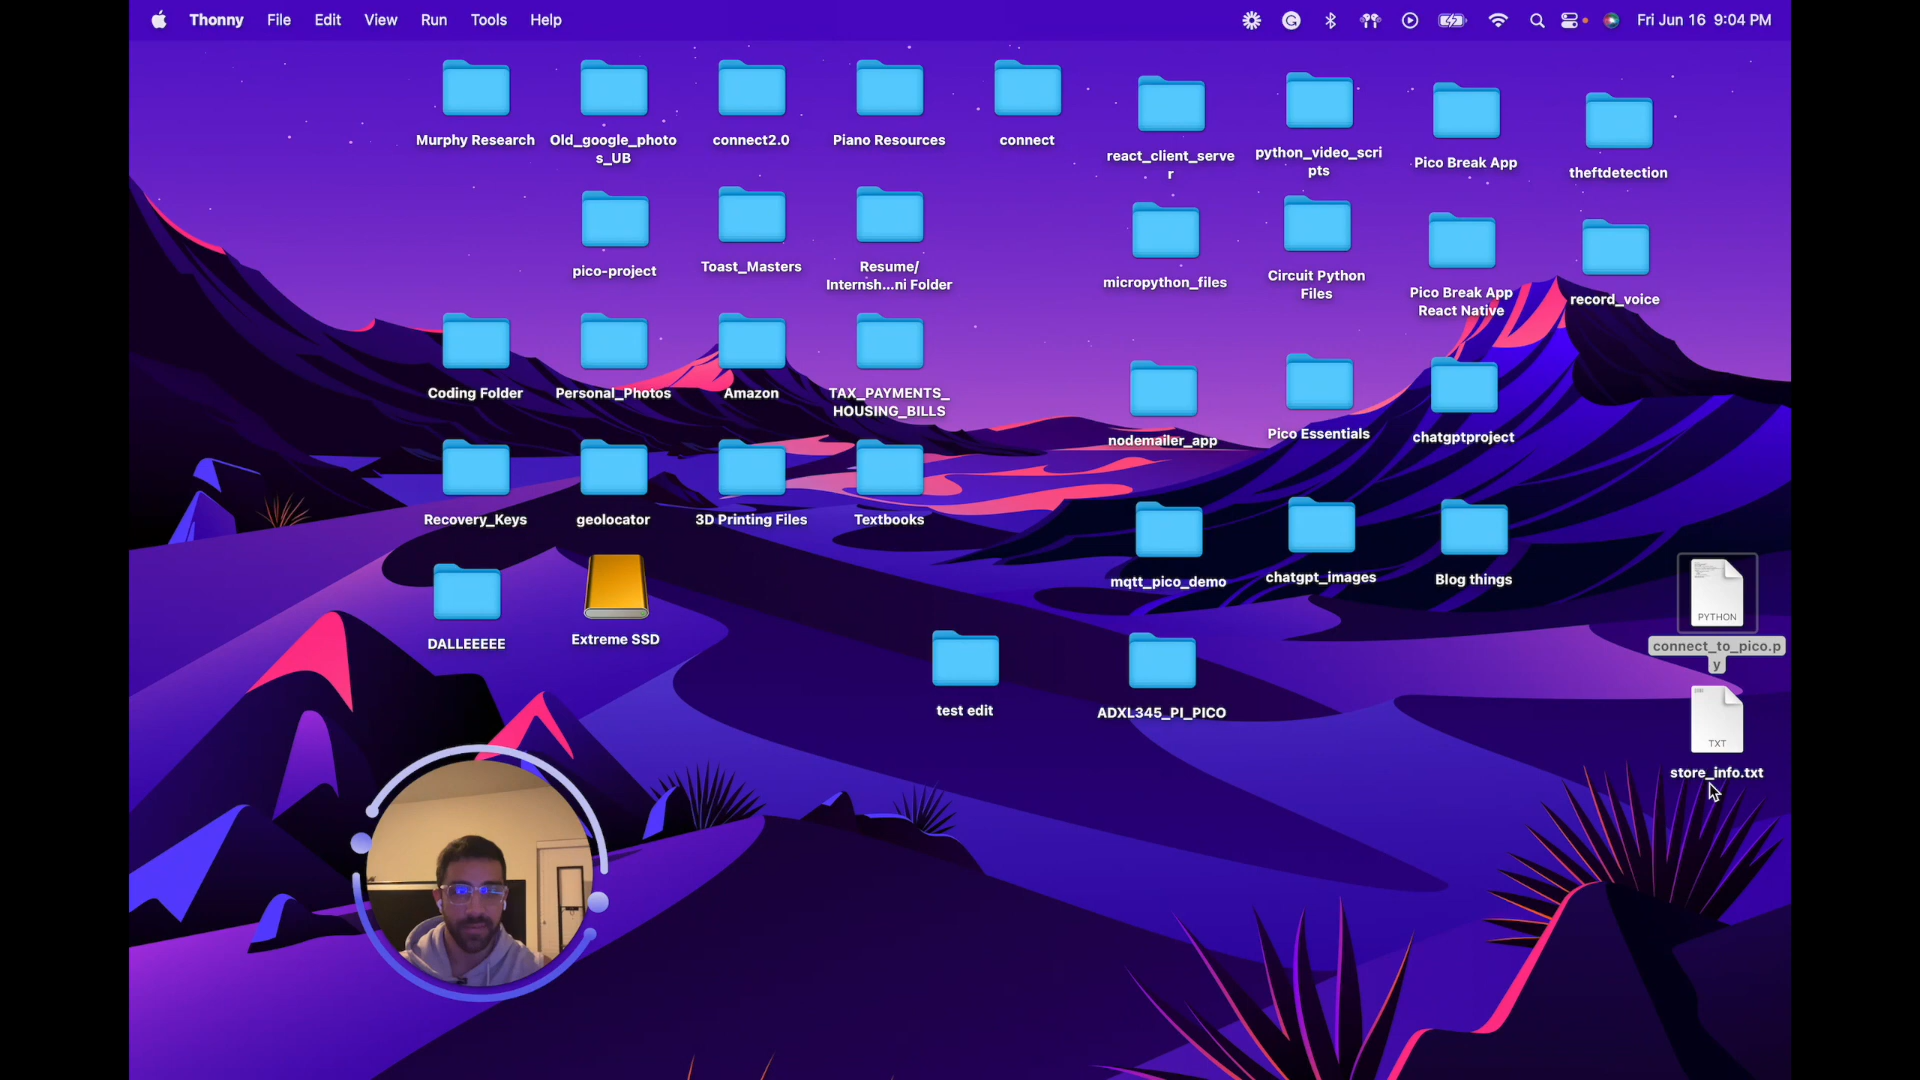 Thonny File Edit View Run Tools Help Fri Jun 16 9:04 PM
Murphy Research
Old_google_photo
s_UB
connect2.0
Piano Resources
connect
react_client_serve
r
python_video_scri
pts
Pico Break App
theftdetection
pico-project
Toast_Masters
Resume/
Internsh...ni Folder
micropython_files
Circuit Python
Files
Pico Break App
React Native
record_voice
Coding Folder
Personal_Photos
Amazon
TAX_PAYMENTS_
HOUSING_BILLS
nodemailer_app
Pico Essentials
chatgptproject
Recovery_Keys
geolocator
3D Printing Files
Textbooks
mqtt_pico_demo
chatgpt_images
Blog things
PYTHON
connect_to_pico.p
y
DALLEEEEE
Extreme SSD
test edit
ADXL345_PI_PICO
TXT
store_info.txt